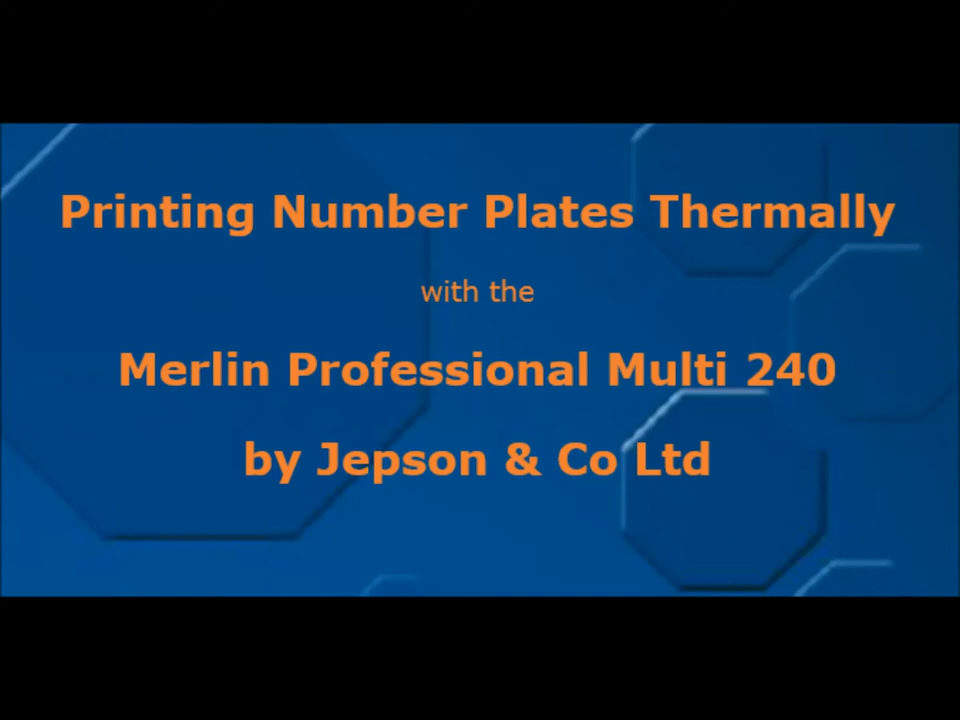 Printing Number Plates Thermally
with the
Merlin Professional Multi 240
by Jepson & Co Ltd